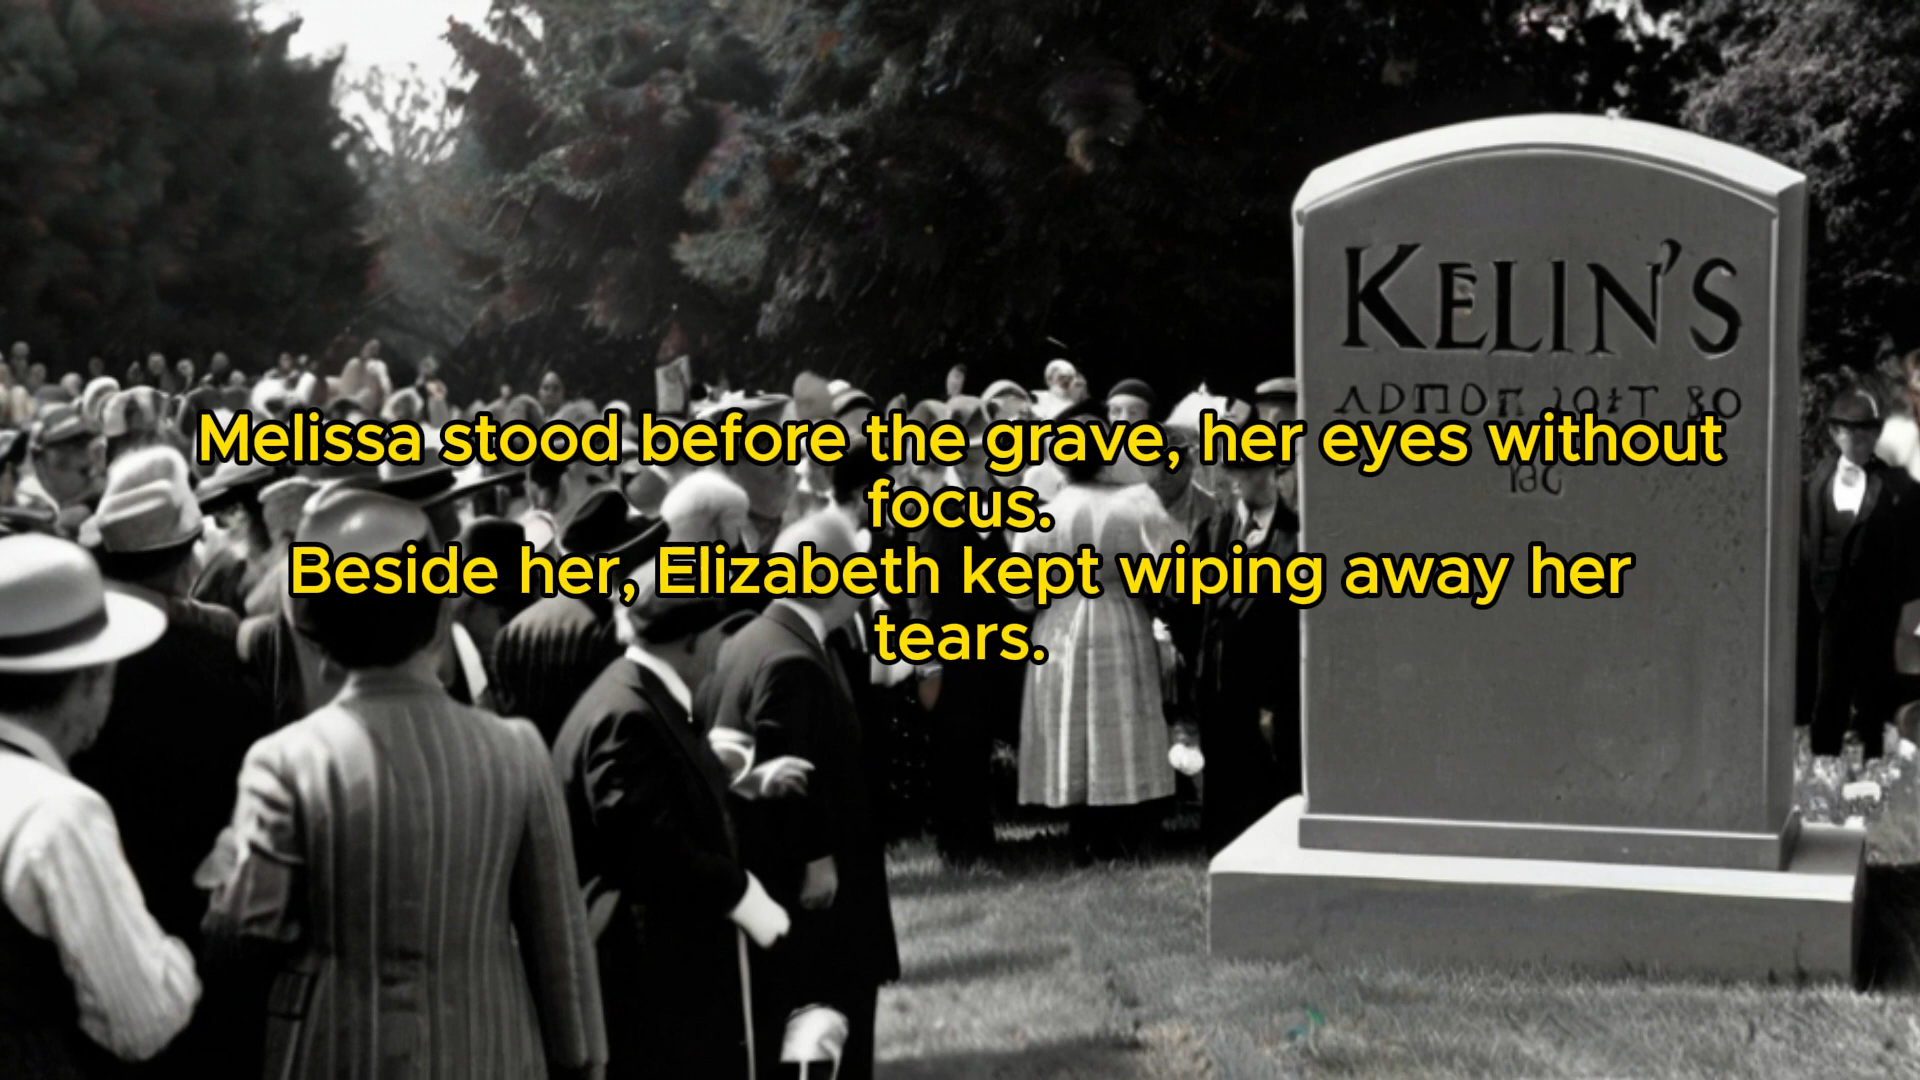 KELIN'S
Melissa stood before the grave, her eyes without
focus.
Beside her, Elizabeth kept wiping away her
tears.